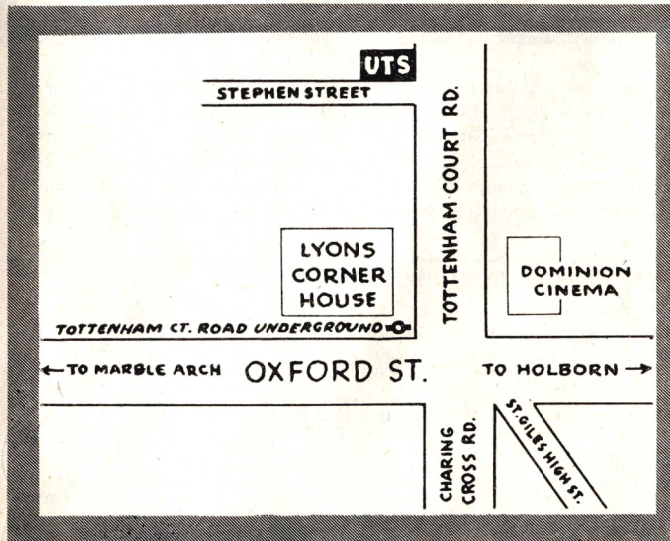 UTS
STEPHEN STREET
TOTTENHAM COURT RD.
LYONS
CORNER
HOUSE
DOMINION
CINEMA
TOTTENHAM CT. ROAD UNDERGROUND
←TO MARBLE ARCH
OXFORD ST.
TO HOLBORN→
CHARING
CROSS RD.
ST. GILES HIGH ST.